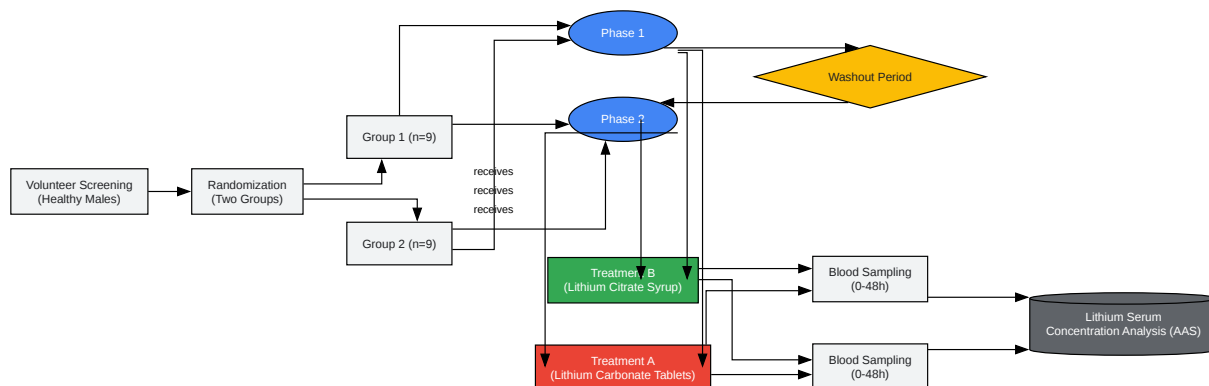 Phase 1
Washout Period
Phase 2
Group 1 (n=9)
Volunteer Screening
(Healthy Males)
Randomization
(Two Groups)
receives
receives
receives
Group 2 (n=9)
Treatment B
(Lithium Citrate Syrup)
Blood Sampling
(0-48h)
Lithium Serum
Concentration Analysis (AAS)
Treatment A
(Lithium Carbonate Tablets)
Blood Sampling
(0-48h)